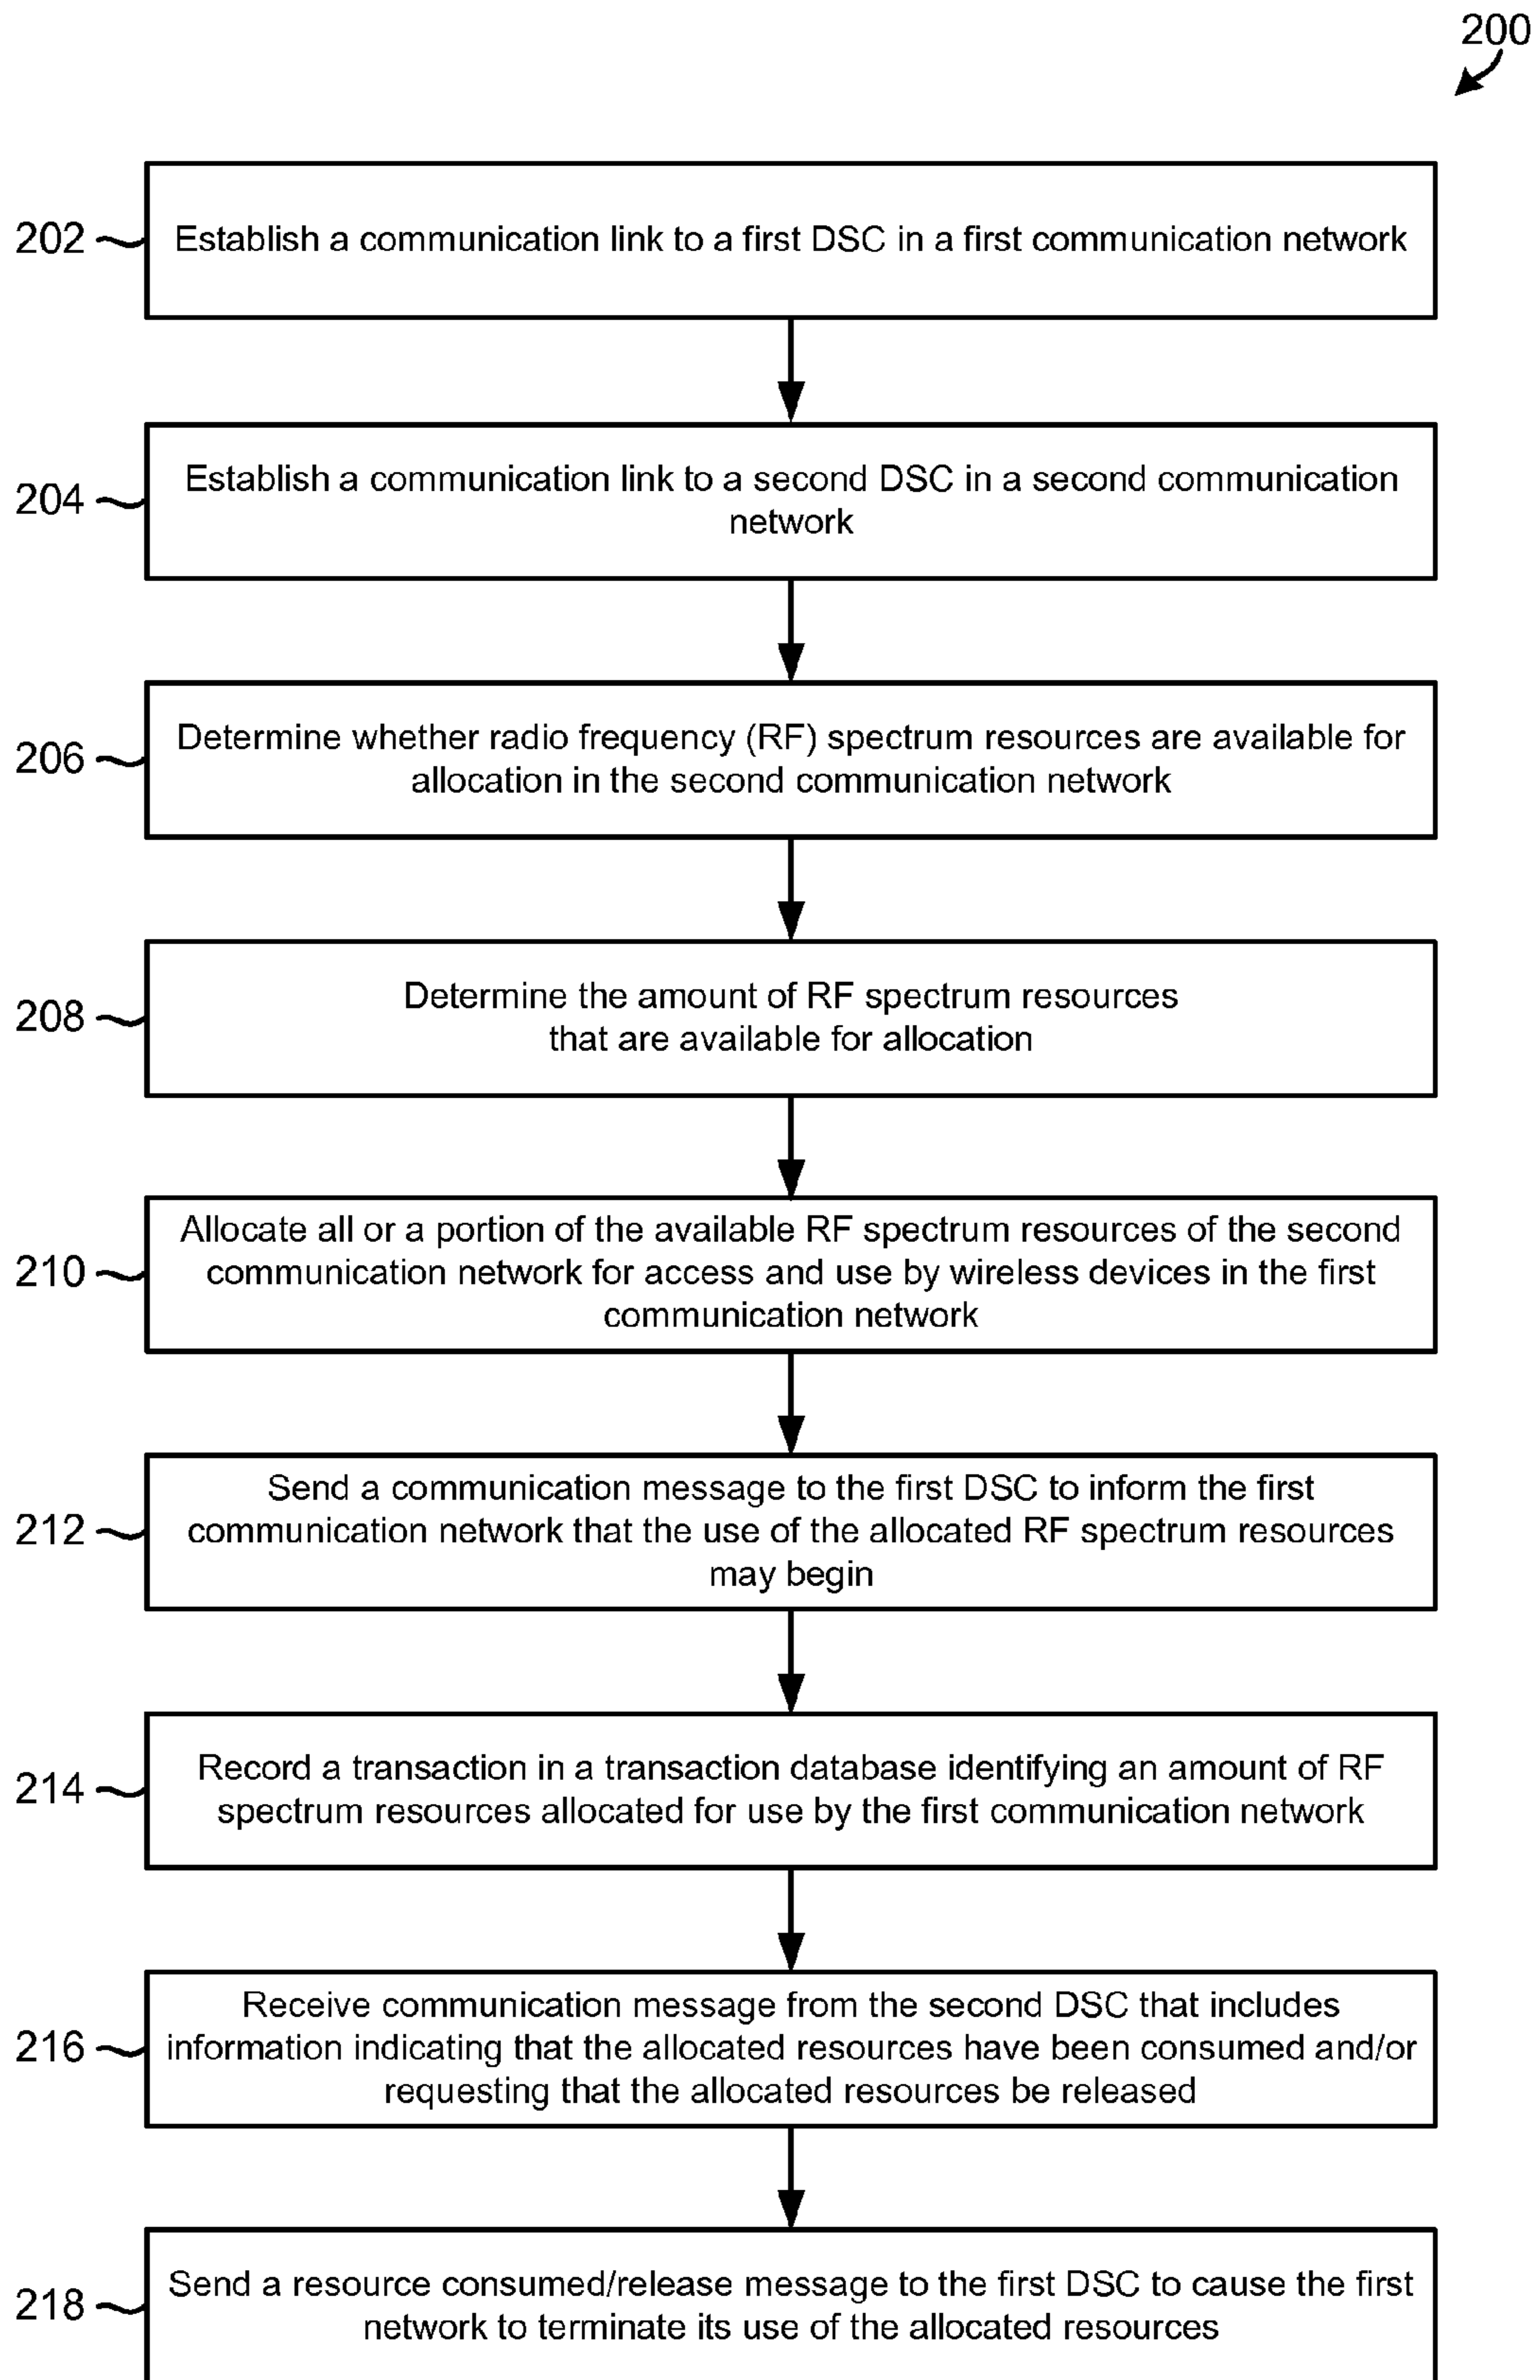 200
202
Establish a communication link to a first DSC in a first communication network
204
Establish a communication link to a second DSC in a second communication
network
206
Determine whether radio frequency (RF) spectrum resources are available for
allocation in the second communication network
208
Determine the amount of RF spectrum resources
that are available for allocation
210
Allocate all or a portion of the available RF spectrum resources of the second
communication network for access and use by wireless devices in the first
communication network
212
Send a communication message to the first DSC to inform the first
communication network that the use of the allocated RF spectrum resources
may begin
214
Record a transaction in a transaction database identifying an amount of RF
spectrum resources allocated for use by the first communication network
216
Receive communication message from the second DSC that includes
information indicating that the allocated resources have been consumed and/or
requesting that the allocated resources be released
218
Send a resource consumed/release message to the first DSC to cause the first
network to terminate its use of the allocated resources